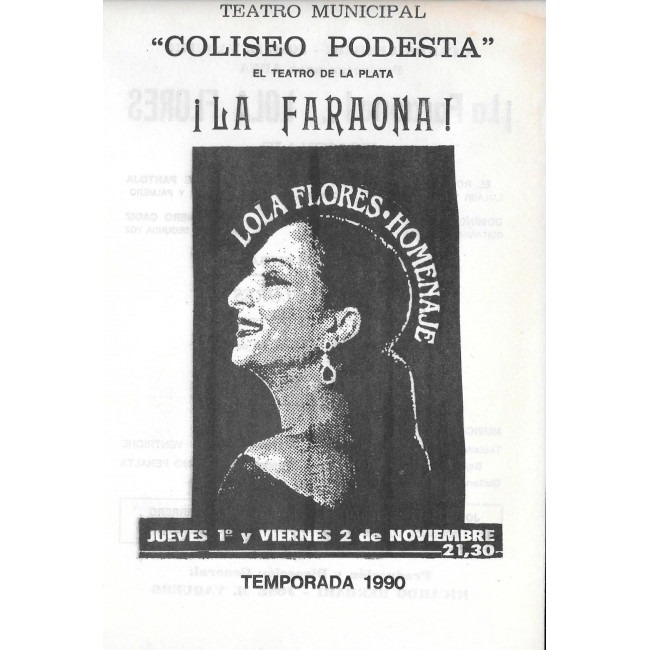 TEATRO MUNICIPAL
“COLISEO PODESTA”
EL TEATRO DE LA PLATA
¡LA FARAONA!
LOLA FLORES • HOMENAJE
JUEVES 1º y VIERNES 2 de NOVIEMBRE
21,30
TEMPORADA 1990